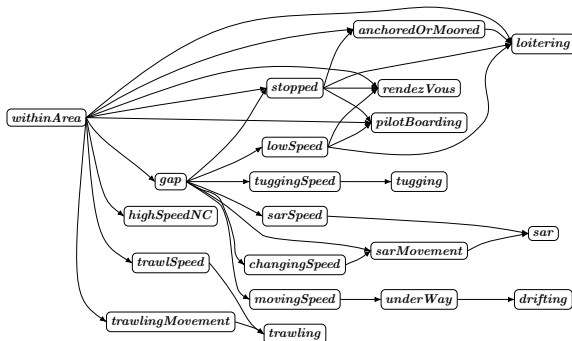 anchoredOrMoored
loitering
stopped
rendezVous
withinArea
pilotBoarding
lowSpeed
gap
tuggingSpeed
tugging
highSpeedNC
sarSpeed
sar
sarMovement
trawlSpeed
changingSpeed
movingSpeed
underWay
drifting
trawlingMovement
trawling